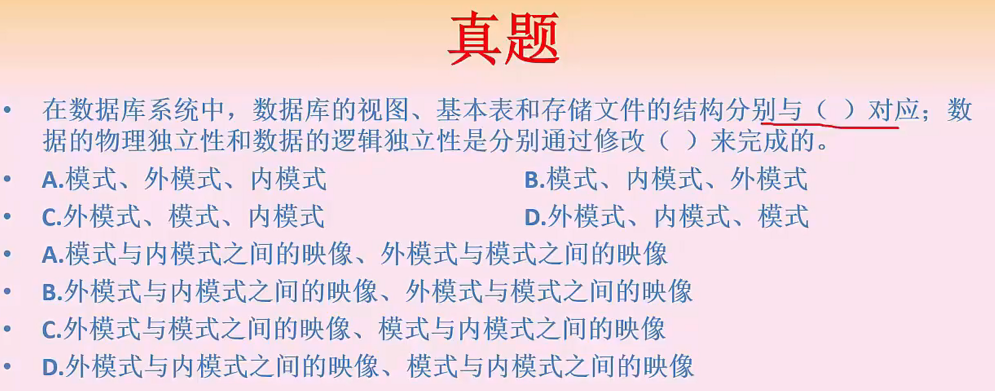 真题
• 在数据库系统中，数据库的视图、基本表和存储文件的结构分别与（ ）对应；数
据的物理独立性和数据的逻辑独立性是分别通过修改（ ）来完成的。
• A.模式、外模式、内模式 B.模式、内模式、外模式
• C.外模式、模式、内模式 D.外模式、内模式、模式
• A.模式与内模式之间的映像、外模式与模式之间的映像
• B.外模式与内模式之间的映像、外模式与模式之间的映像
• C.外模式与模式之间的映像、模式与内模式之间的映像
• D.外模式与内模式之间的映像、模式与内模式之间的映像